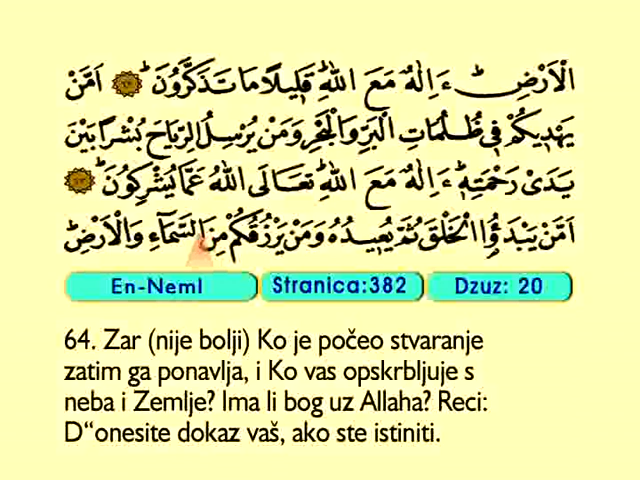 الْاَرْضِۜ ءَاِلٰهٌ مَعَ اللّٰهِۜ قَلٖيلًا مَا تَذَكَّرُونَۜ اَمَّنْ
يَهْدٖيكُمْ فٖي ظُلُمَاتِ الْبَرِّ وَالْبَحْرِ وَمَنْ يُرْسِلُ الرِّيَاحَ بُشْرًا بَيْنَ
يَدَيْ رَحْمَتِهٖۜ ءَاِلٰهٌ مَعَ اللّٰهِۜ تَعَالَى اللّٰهُ عَمَّا يُشْرِكُونَۜ
اَمَّنْ يَبْدَؤُا الْخَلْقَ ثُمَّ يُعٖيدُهُ وَمَنْ يَرْزُقُكُمْ مِنَ السَّمَٓاءِ وَالْاَرْضِۜ
En-Neml Stranica:382 Dzuz: 20
64. Zar (nije bolji) Ko je počeo stvaranje
zatim ga ponavlja, i Ko vas opskrbljuje s
neba i Zemlje? Ima li bog uz Allaha? Reci:
D“onesite dokaz vaš, ako ste istiniti.